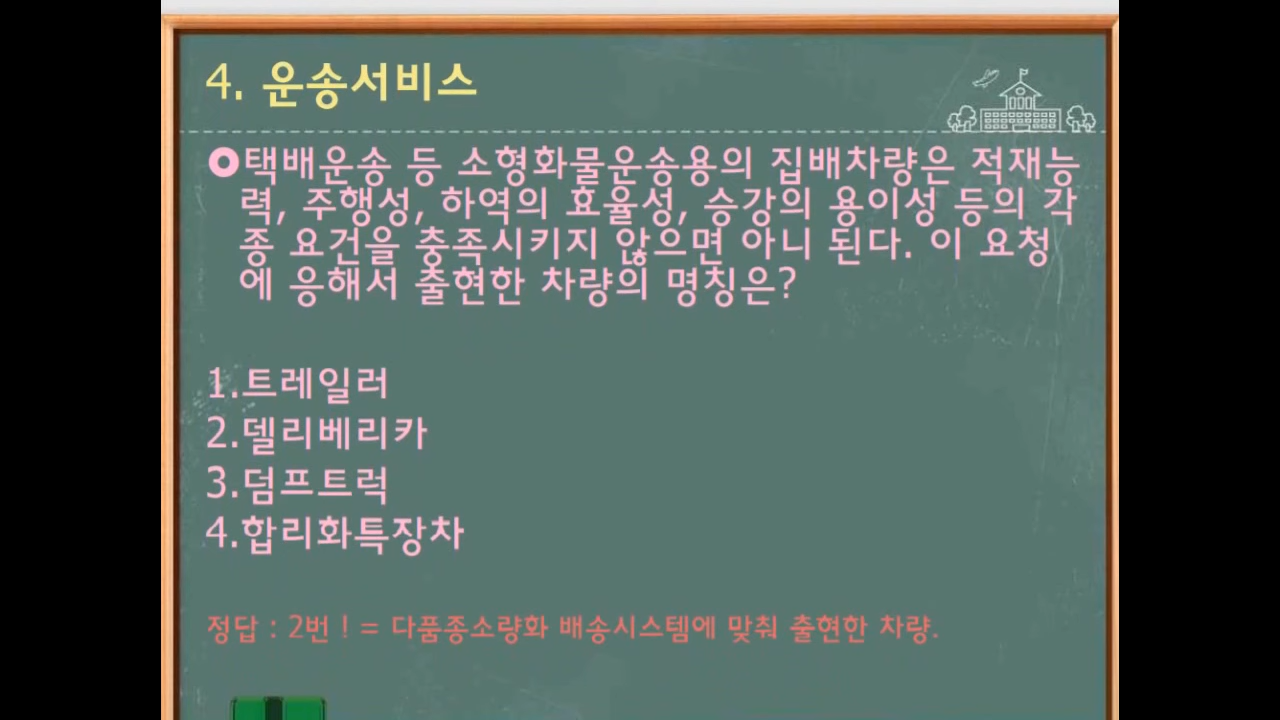 4. 운송서비스
택배운송 등 소형화물운송용의 집배차량은 적재능
력, 주행성, 하역의 효율성, 승강의 용이성 등의 각
종 요건을 충족시키지 않으면 아니 된다. 이 요청
에 응해서 출현한 차량의 명칭은?
1.트레일러
2.델리베리카
3.덤프트럭
4.합리화특장차
정답 : 2번 ! = 다품종소량화 배송시스템에 맞춰 출현한 차량.